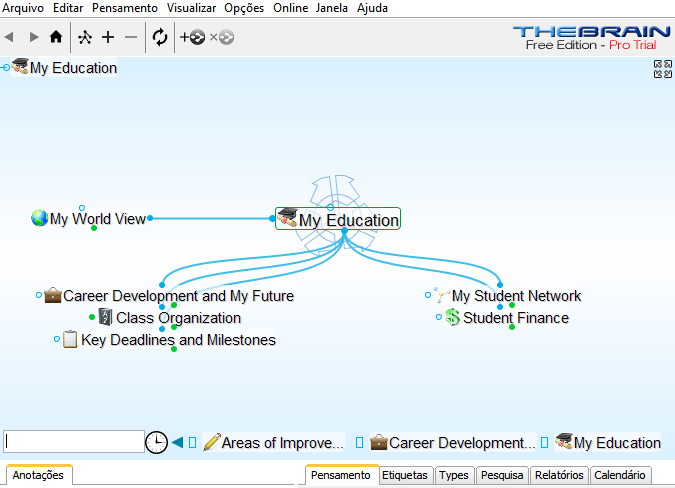 Arquivo Editar Pensamento Visualizar Opções Online Janela Ajuda
THEBRAIN
Free Edition - Pro Trial
My Education
My World View
My Education
Career Development and My Future
My Student Network
Class Organization
Student Finance
Key Deadlines and Milestones
Areas of Improve... Career Development... My Education
Anotações Pensamento Etiquetas Types Pesquisa Relatórios Calendário